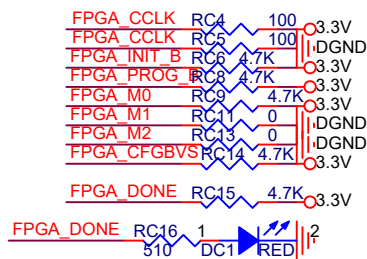 FPGA_CCLK RC4 100 3.3V
FPGA_CCLK RC5 100 DGND
FPGA_INIT_B RC6 4.7K 3.3V
FPGA_PROG_B RC8 4.7K 3.3V
FPGA_M0 RC9 4.7K 3.3V
FPGA_M1 RC11 0 DGND
FPGA_M2 RC13 0 DGND
FPGA_CFGBVS RC14 4.7K 3.3V
FPGA_DONE RC15 4.7K 3.3V
FPGA_DONE RC16 1 2
510 DC1 RED